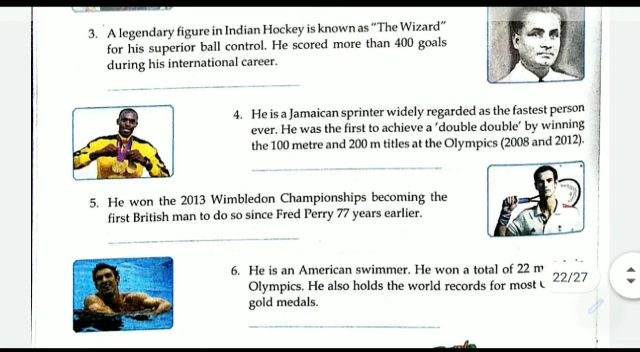 3. A legendary figure in Indian Hockey is known as "The Wizard"
for his superior ball control. He scored more than 400 goals
during his international career.
4. He is a Jamaican sprinter widely regarded as the fastest person
ever. He was the first to achieve a 'double double' by winning
the 100 metre and 200 m titles at the Olympics (2008 and 2012).
5. He won the 2013 Wimbledon Championships becoming the
first British man to do so since Fred Perry 77 years earlier.
6. He is an American swimmer. He won a total of 22 m
Olympics. He also holds the world records for most
gold medals.
22/27